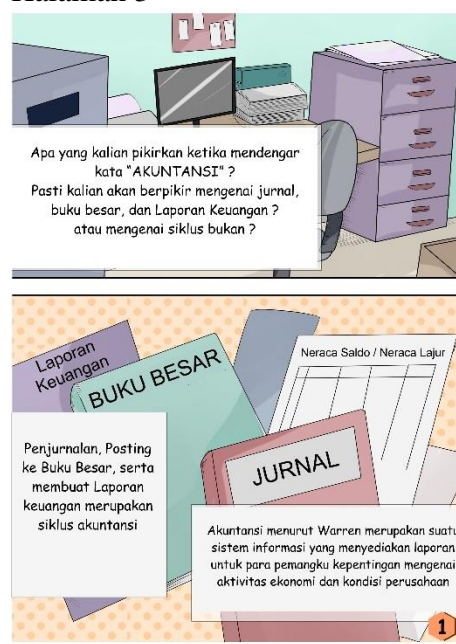 Apa yang kalian pikirkan ketika mendengar
kata "AKUNTANSI" ?
Pasti kalian akan berpikir mengenai jurnal,
buku besar, dan Laporan Keuangan ?
atau mengenai siklus bukan ?
Laporan
Keuangan
BUKU BESAR
Neraca Saldo / Neraca Lajur
Penjurnalan, Posting
ke Buku Besar, serta
membuat Laporan
keuangan merupakan
siklus akuntansi
JURNAL
Akuntansi menurut Warren merupakan suatu
sistem informasi yang menyediakan laporan
untuk para pemangku kepentingan mengenai
aktivitas ekonomi dan kondisi perusahaan
1